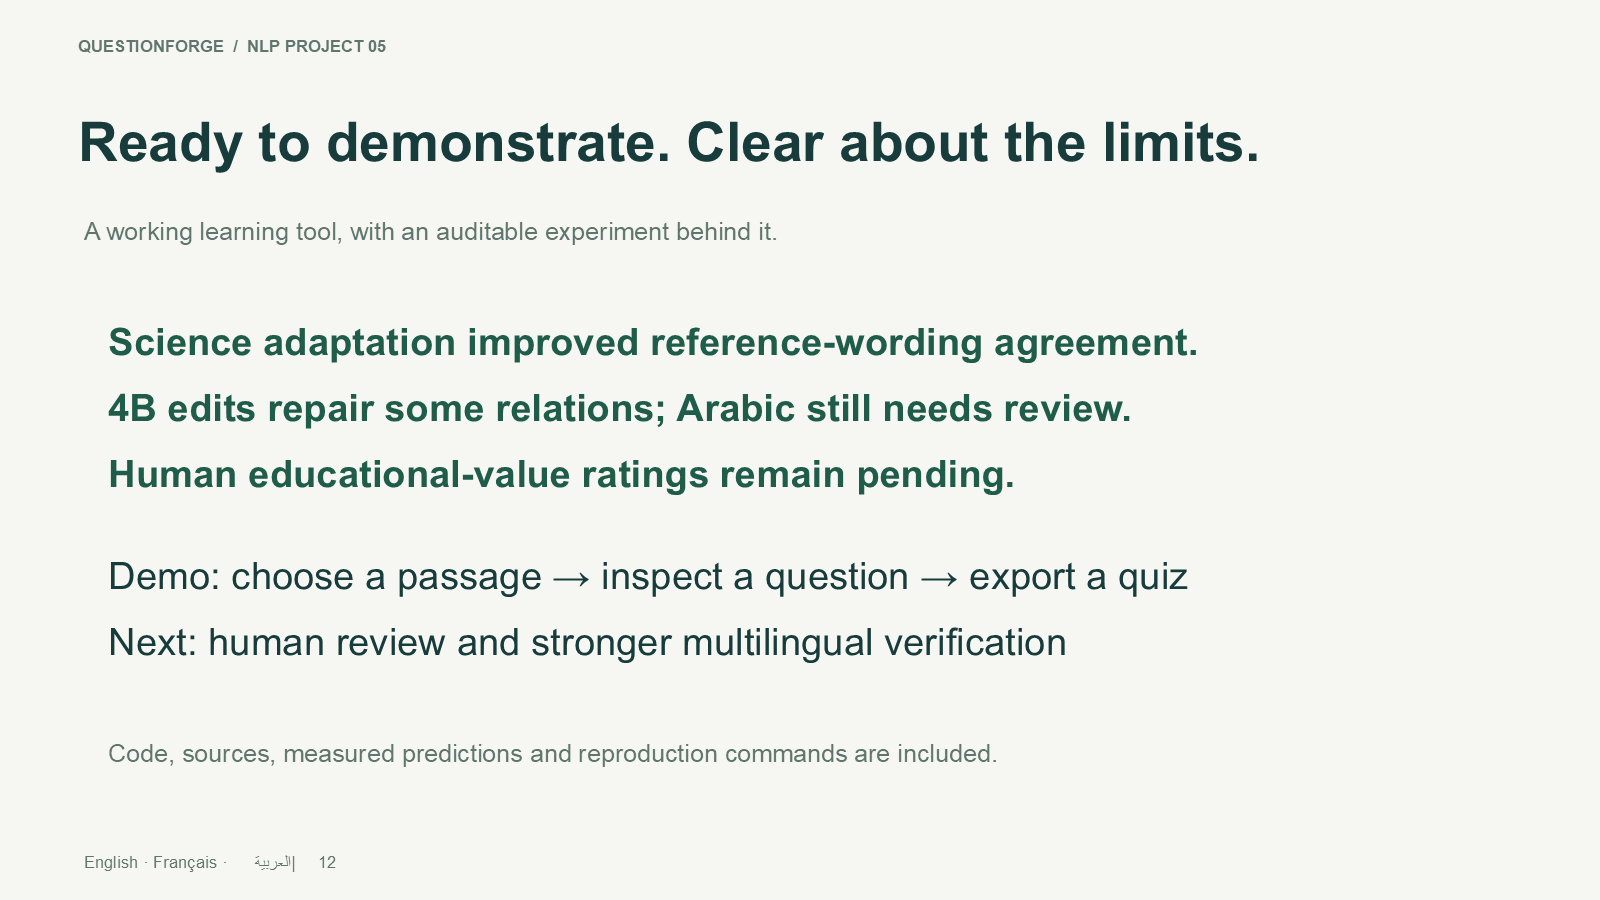 QUESTIONFORGE / NLP PROJECT 05
Ready to demonstrate. Clear about the limits.
A working learning tool, with an auditable experiment behind it.
Science adaptation improved reference-wording agreement.
4B edits repair some relations; Arabic still needs review.
Human educational-value ratings remain pending.
Demo: choose a passage → inspect a question → export a quiz
Next: human review and stronger multilingual verification
Code, sources, measured predictions and reproduction commands are included.
English · Français · العربية | 12